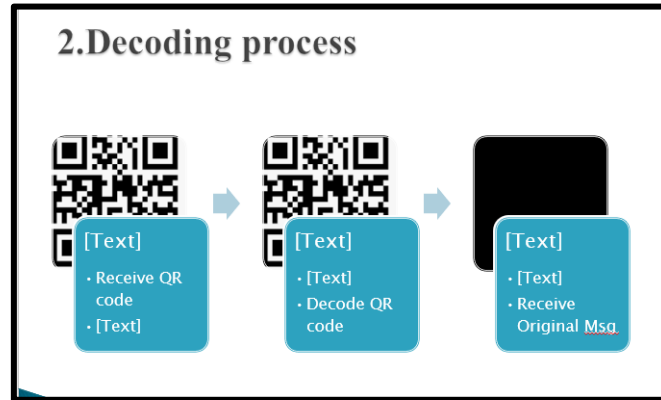 2.Decoding process
[Text]
· Receive QR
code
· [Text]
[Text]
· [Text]
· Decode QR
code
[Text]
· [Text]
· Receive
Original Msg